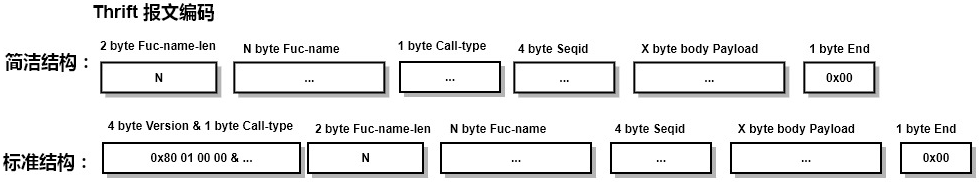 Thrift 报文编码
2 byte Fuc-name-len N byte Fuc-name 1 byte Call-type 4 byte Seqid X byte body Payload 1 byte End
简洁结构： N ... ... ... ... 0x00
4 byte Version & 1 byte Call-type 2 byte Fuc-name-len N byte Fuc-name 4 byte Seqid X byte body Payload 1 byte End
标准结构： 0x80 01 00 00 & ... N ... ... ... 0x00